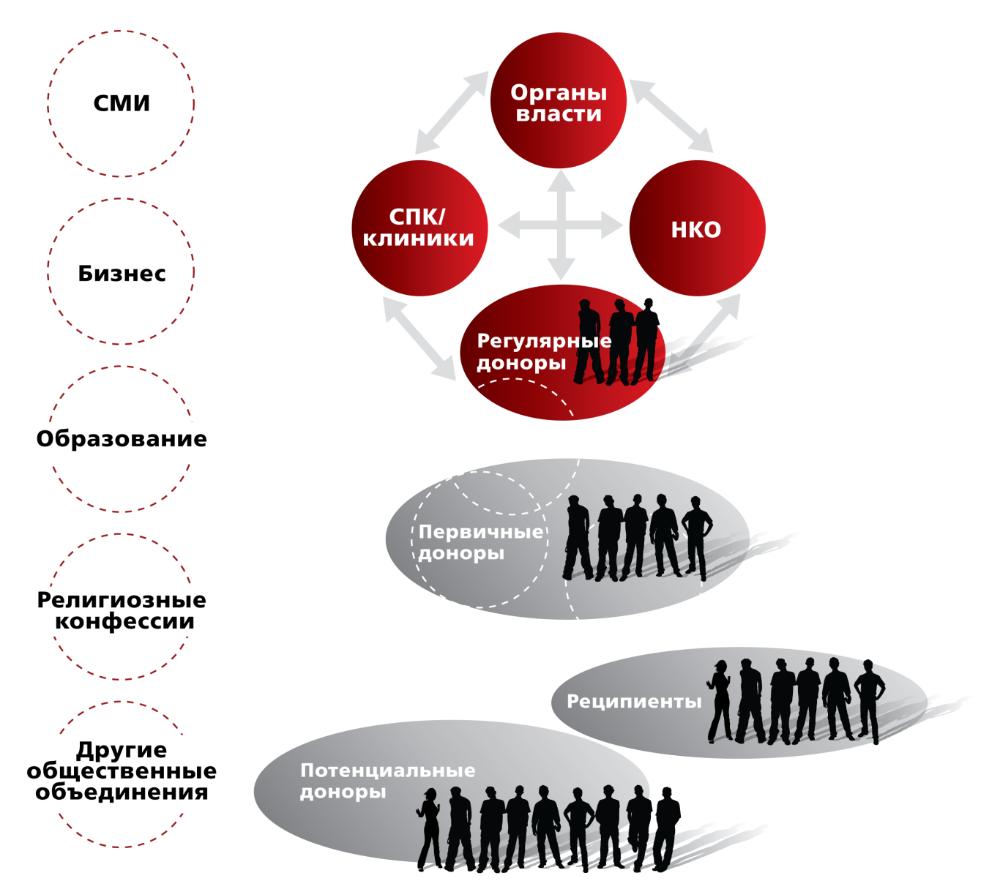 СМИ
Бизнес
Образование
Религиозные
конфессии
Другие
общественные
объединения
Органы
власти
СПК/
клиники
НКО
Регулярные
доноры
Первичные
доноры
Реципиенты
Потенциальные
доноры